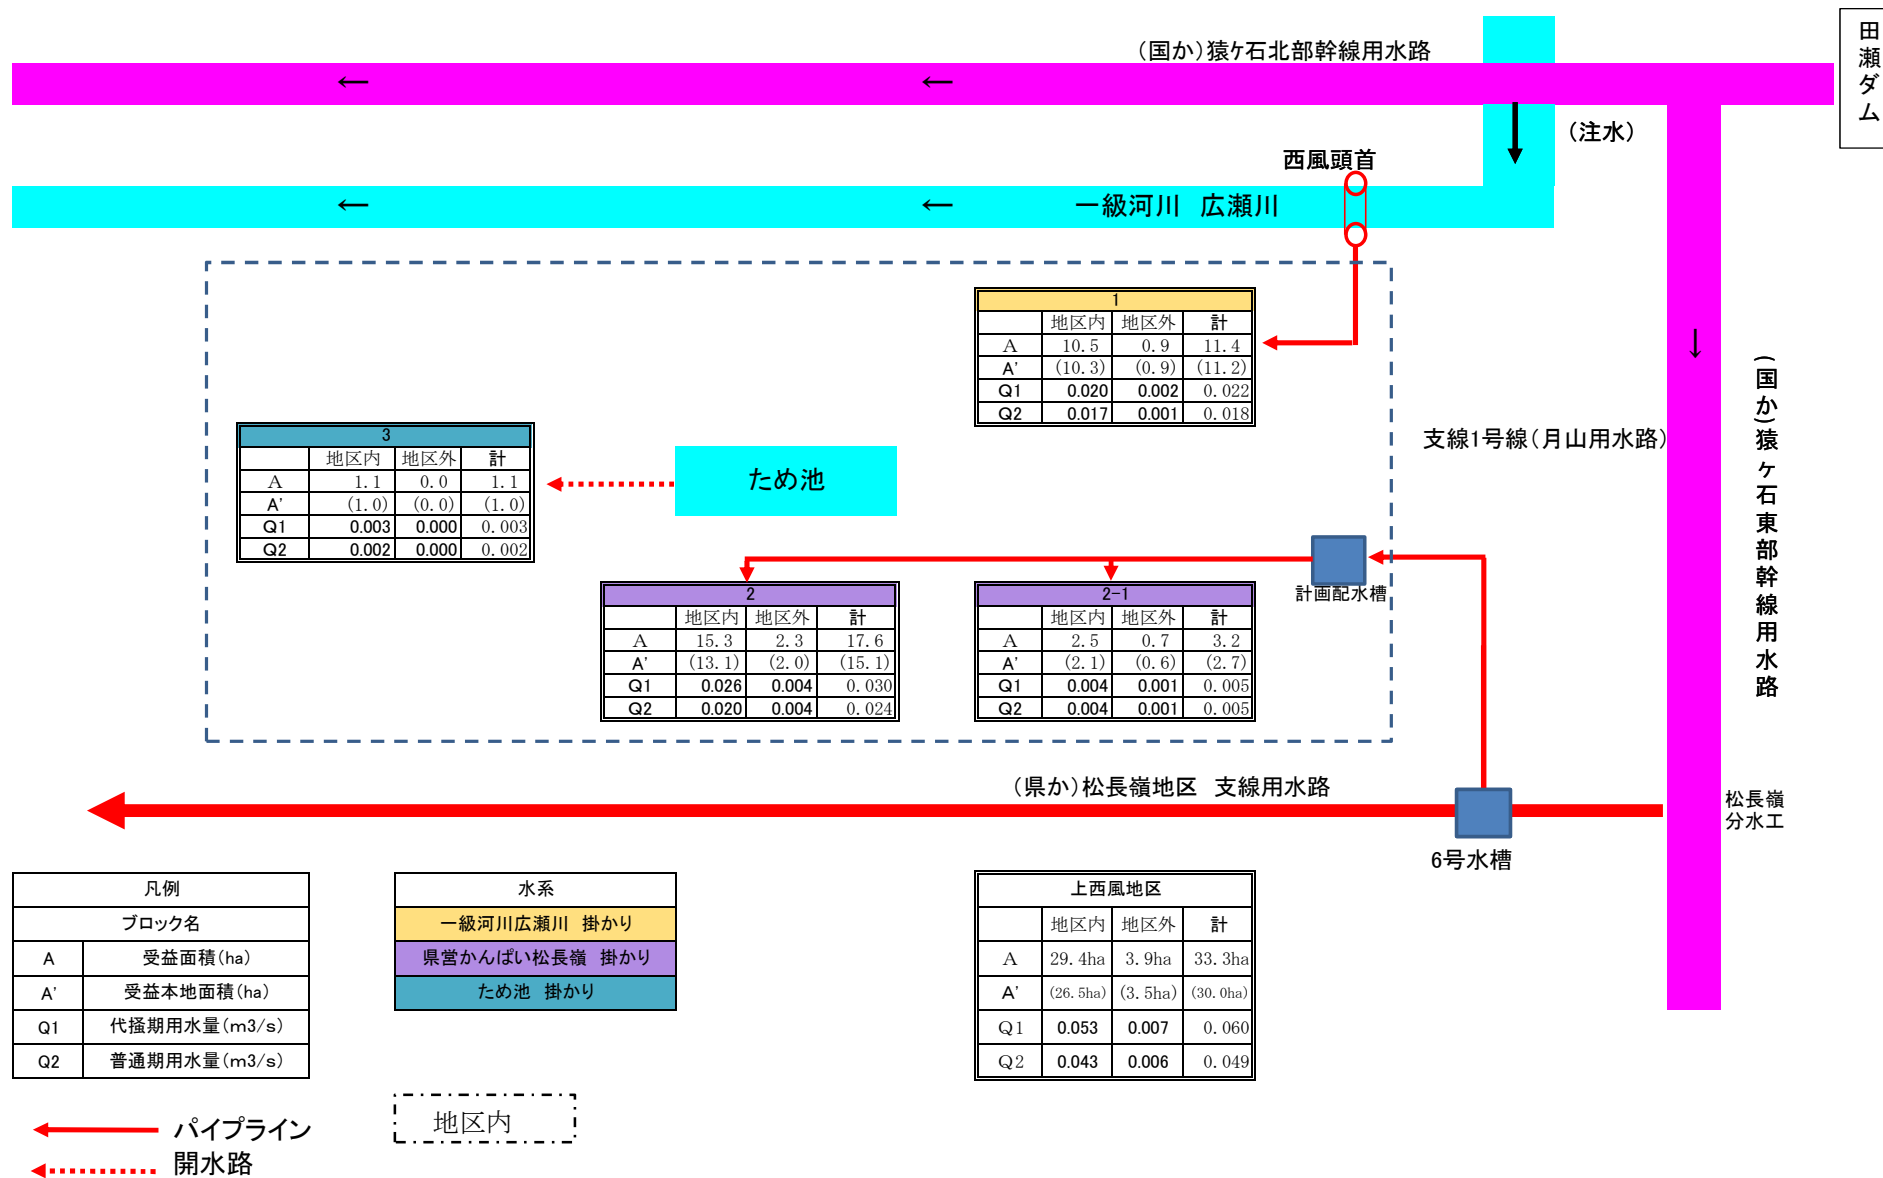 田瀬ダム
(国か)猿ケ石北部幹線用水路
← ←
(注水)
西風頭首
← ← 一級河川 広瀬川
1
地区内 地区外 計
A 10.5 0.9 11.4
A' (10.3) (0.9) (11.2)
Q1 0.020 0.002 0.022
Q2 0.017 0.001 0.018
↓
(国か)猿ヶ石東部幹線用水路
支線1号線(月山用水路)
3
地区内 地区外 計
A 1.1 0.0 1.1
A' (1.0) (0.0) (1.0)
Q1 0.003 0.000 0.003
Q2 0.002 0.000 0.002
ため池
計画配水槽
2
地区内 地区外 計
A 15.3 2.3 17.6
A' (13.1) (2.0) (15.1)
Q1 0.026 0.004 0.030
Q2 0.020 0.004 0.024
2-1
地区内 地区外 計
A 2.5 0.7 3.2
A' (2.1) (0.6) (2.7)
Q1 0.004 0.001 0.005
Q2 0.004 0.001 0.005
(県か)松長嶺地区 支線用水路
松長嶺
分水工
6号水槽
凡例
ブロック名
A 受益面積(ha)
A' 受益本地面積(ha)
Q1 代掻期用水量(m3/s)
Q2 普通期用水量(m3/s)
水系
一級河川広瀬川 掛かり
県営かんぱい松長嶺 掛かり
ため池 掛かり
上西風地区
地区内 地区外 計
A 29.4ha 3.9ha 33.3ha
A' (26.5ha) (3.5ha) (30.0ha)
Q1 0.053 0.007 0.060
Q2 0.043 0.006 0.049
パイプライン
開水路
地区内